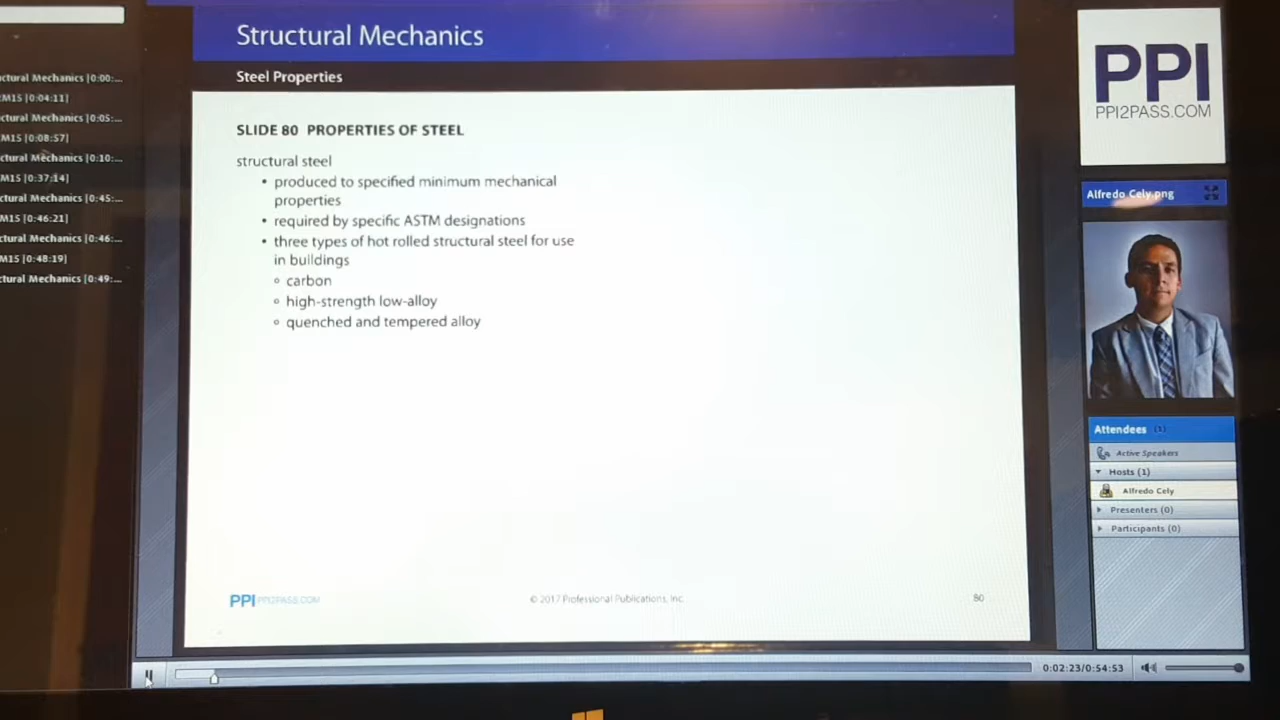 Structural Mechanics
Steel Properties
SLIDE 80 PROPERTIES OF STEEL
structural steel
• produced to specified minimum mechanical
properties
• required by specific ASTM designations
• three types of hot rolled structural steel for use
in buildings
◦ carbon
◦ high-strength low-alloy
◦ quenched and tempered alloy
PPI PPI2PASS.COM
© 2017 Professional Publications, Inc.
80
ctural Mechanics [0:00:...
M15 [0:04:11]
ctural Mechanics [0:05:...
M15 [0:08:57]
ctural Mechanics [0:10:...
M15 [0:37:14]
ctural Mechanics [0:45:...
M15 [0:46:21]
ctural Mechanics [0:46:...
M15 [0:48:19]
ctural Mechanics [0:49:...
PPI
PPI2PASS.COM
Alfredo Cely.png
Attendees (1)
Active Speakers
Hosts (1)
Alfredo Cely
Presenters (0)
Participants (0)
0:02:23/0:54:53